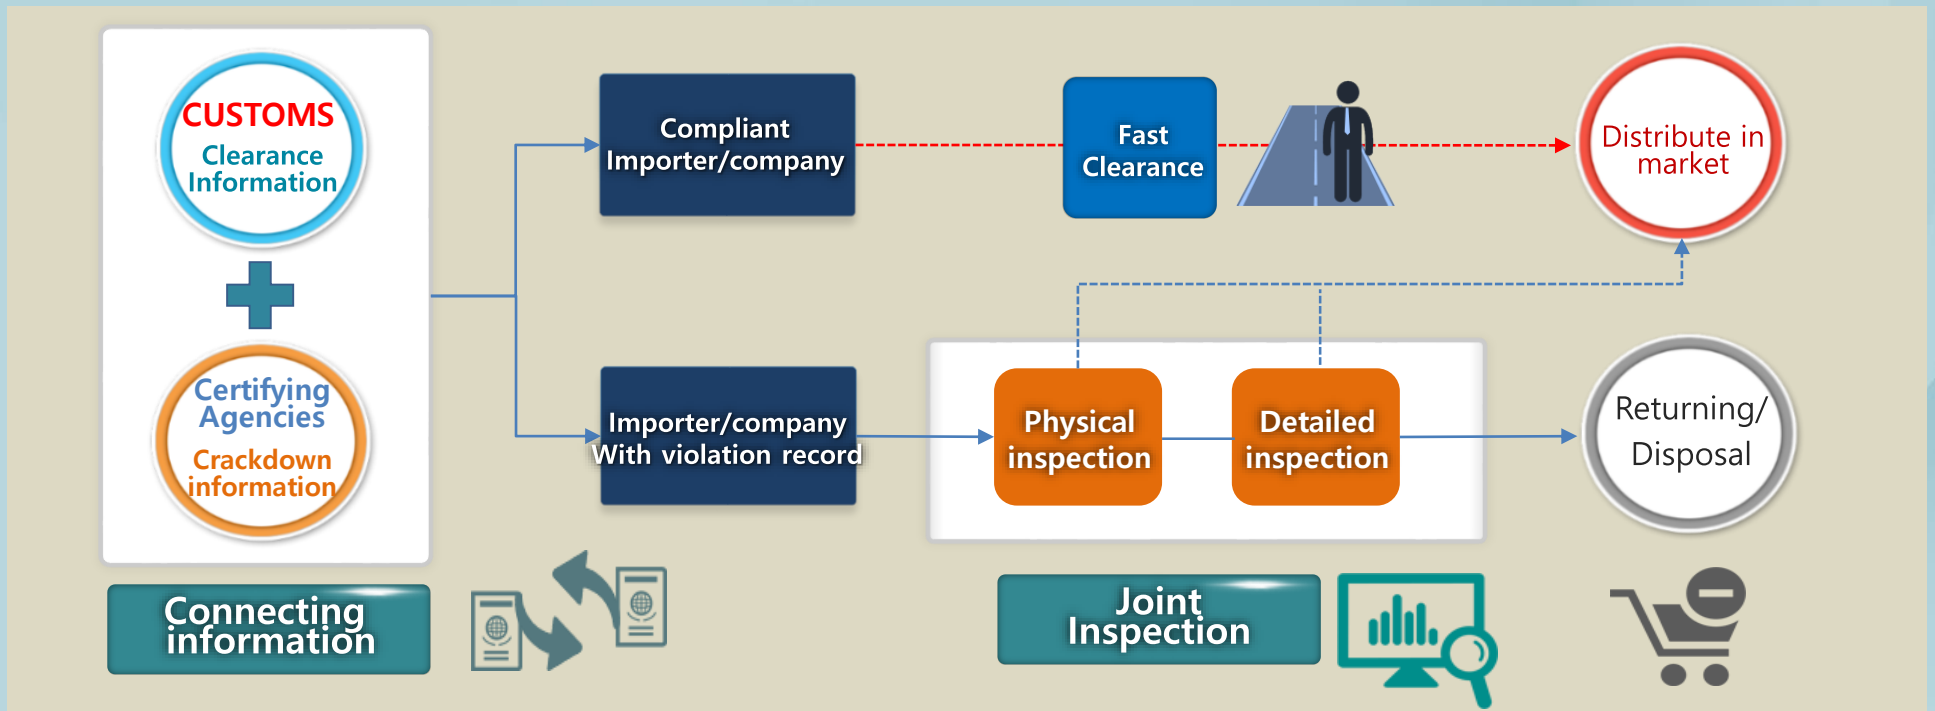 CUSTOMS
Clearance
Information
Certifying
Agencies
Crackdown
information
Connecting
information
Compliant
Importer/company
Importer/company
With violation record
Fast
Clearance
Physical
inspection
Detailed
inspection
Joint
Inspection
Distribute in
market
Returning/
Disposal